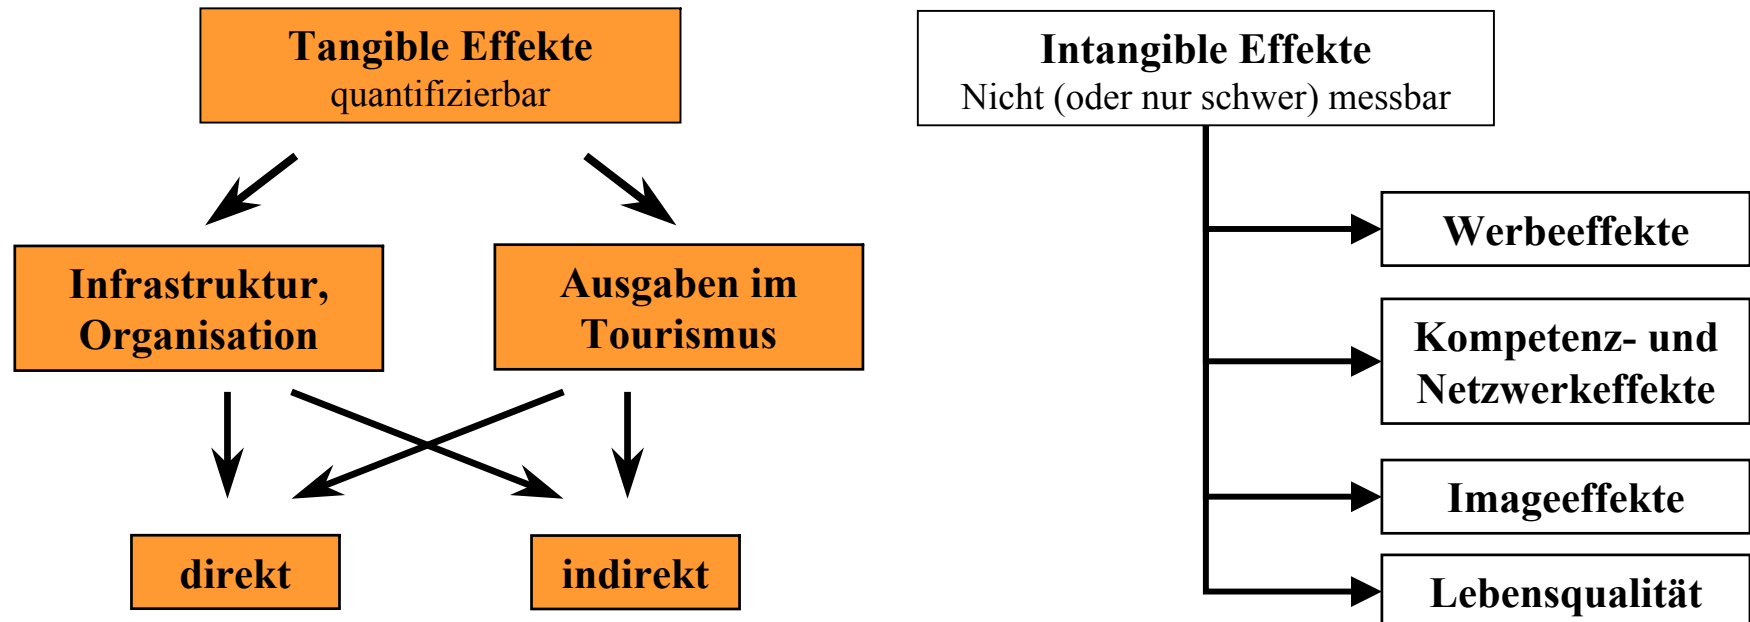 Tangible Effekte
quantifizierbar
Intangible Effekte
Nicht (oder nur schwer) messbar
Infrastruktur,
Organisation
Ausgaben im
Tourismus
direkt
indirekt
Werbeeffekte
Kompetenz- und
Netzwerkeffekte
Imageeffekte
Lebensqualität